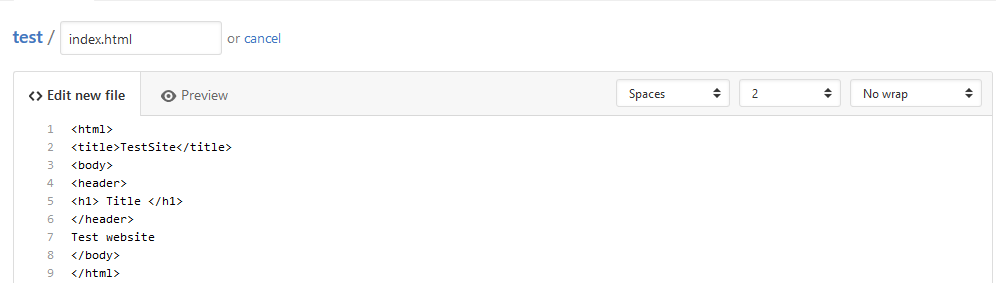 test / index.html or cancel
<> Edit new file Preview Spaces 2 No wrap
1 <html>
2 <title>TestSite</title>
3 <body>
4 <header>
5 <h1> Title </h1>
6 </header>
7 Test website
8 </body>
9 </html>